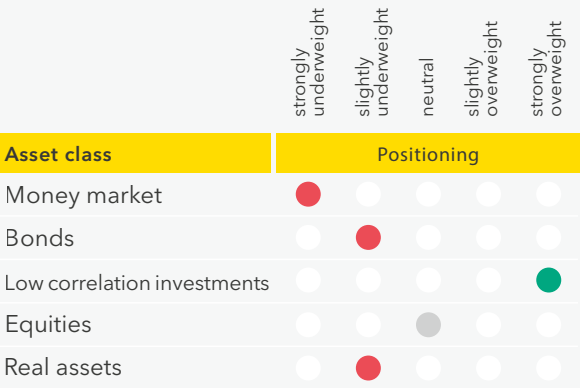 strongly
underweight
slightly
underweight
neutral
slightly
overweight
strongly
overweight
Asset class
Positioning
Money market
Bonds
Low correlation investments
Equities
Real assets